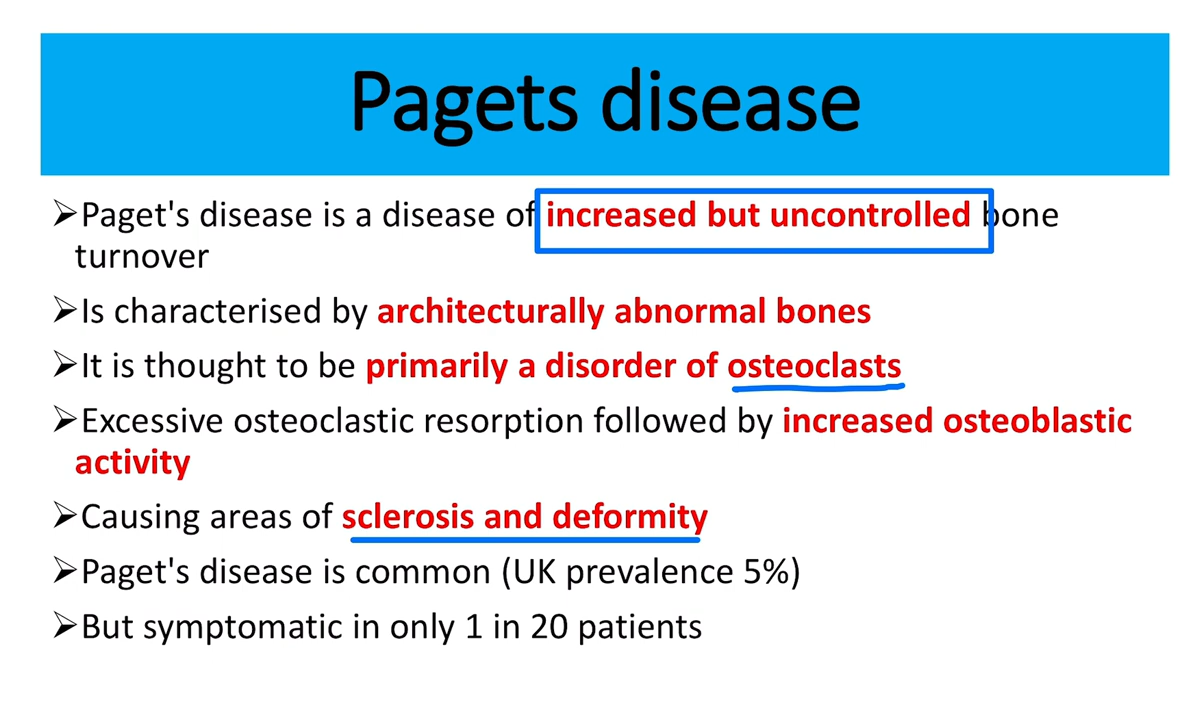 Pagets disease
➢Paget's disease is a disease of increased but uncontrolled bone
turnover
➢Is characterised by architecturally abnormal bones
➢It is thought to be primarily a disorder of osteoclasts
➢Excessive osteoclastic resorption followed by increased osteoblastic
activity
➢Causing areas of sclerosis and deformity
➢Paget's disease is common (UK prevalence 5%)
➢But symptomatic in only 1 in 20 patients